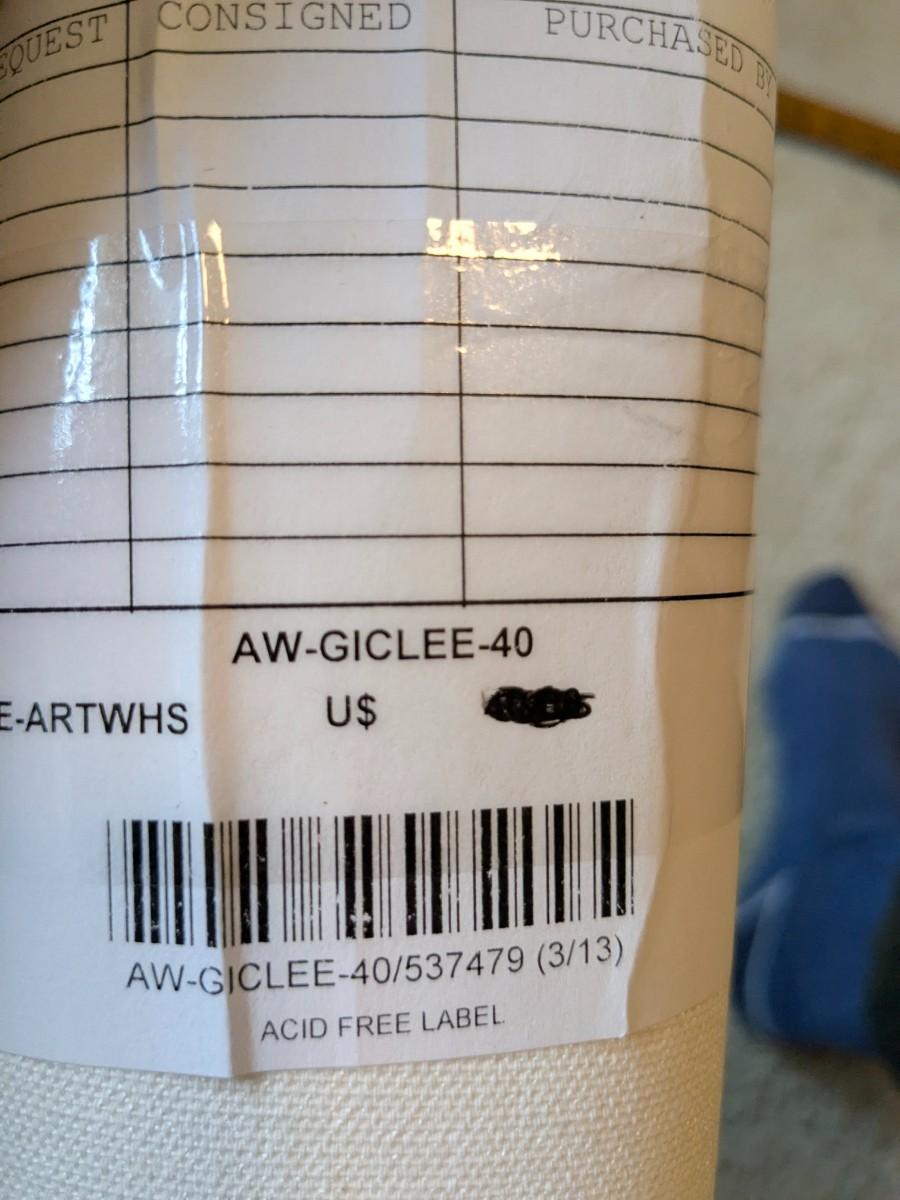 EQUEST CONSIGNED PURCHASED BY
AW-GICLEE-40
E-ARTWHS U$
AW-GICLEE-40/537479 (3/13)
ACID FREE LABEL